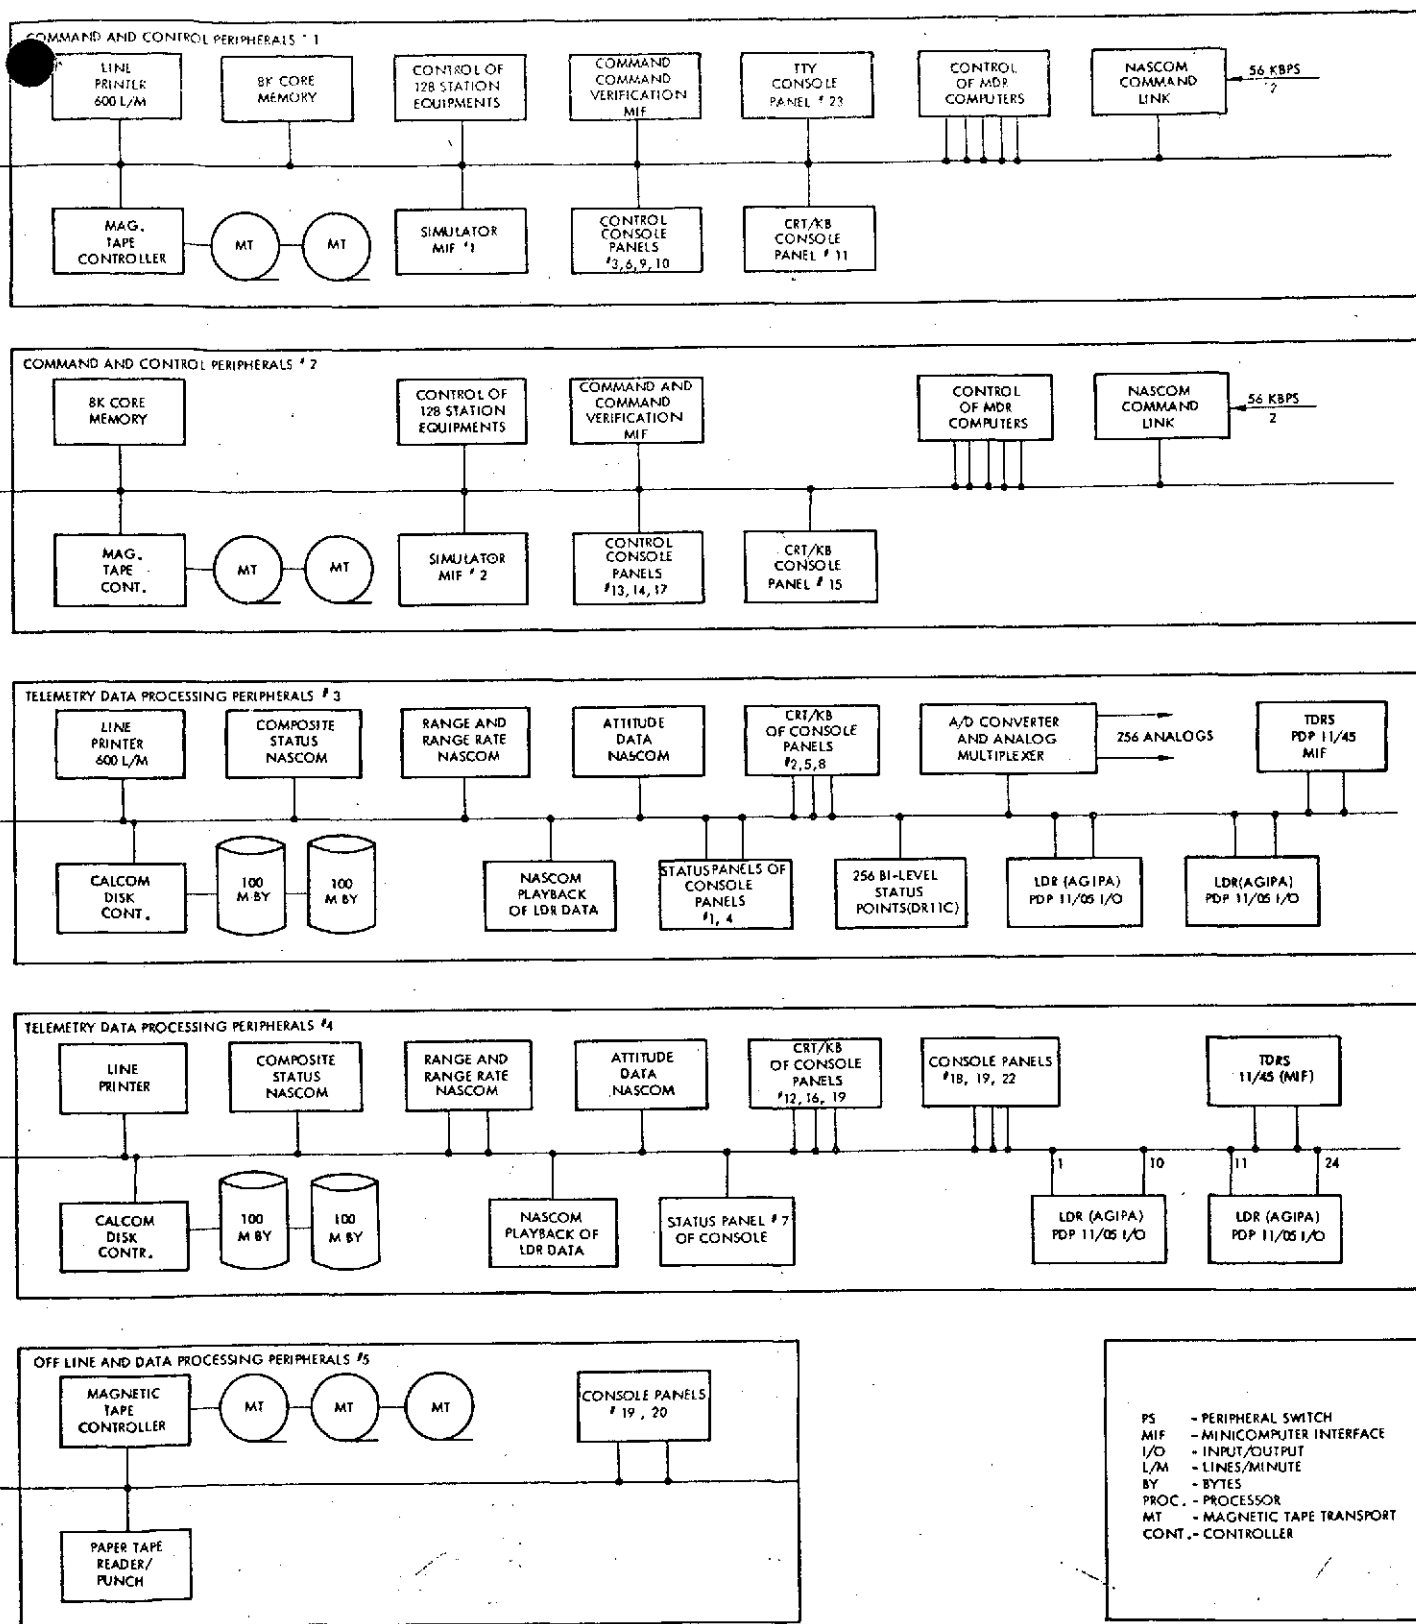 COMMAND AND CONTROL PERIPHERALS #1
LINE
PRINTER
600 L/M
8K CORE
MEMORY
CONTROL OF
128 STATION
EQUIPMENTS
COMMAND
COMMAND
VERIFICATION
MIF
TTY
CONSOLE
PANEL # 23
CONTROL
OF MDR
COMPUTERS
NASCOM
COMMAND
LINK
56 KBPS
2
MAG.
TAPE
CONTROLLER
MT
MT
SIMULATOR
MIF #1
CONTROL
CONSOLE
PANELS
#3,6,9,10
CRT/KB
CONSOLE
PANEL # 11
COMMAND AND CONTROL PERIPHERALS #2
8K CORE
MEMORY
CONTROL OF
128 STATION
EQUIPMENTS
COMMAND AND
COMMAND
VERIFICATION
MIF
CONTROL
OF MDR
COMPUTERS
NASCOM
COMMAND
LINK
56 KBPS
2
MAG.
TAPE
CONT.
MT
MT
SIMULATOR
MIF # 2
CONTROL
CONSOLE
PANELS
#13, 14, 17
CRT/KB
CONSOLE
PANEL # 15
TELEMETRY DATA PROCESSING PERIPHERALS #3
LINE
PRINTER
600 L/M
COMPOSITE
STATUS
NASCOM
RANGE AND
RANGE RATE
NASCOM
ATTITUDE
DATA
NASCOM
CRT/KB
OF CONSOLE
PANELS
#2,5,8
A/D CONVERTER
AND ANALOG
MULTIPLEXER
256 ANALOGS
TDRS
PDP 11/45
MIF
CALCOM
DISK
CONT.
100
M BY
100
M BY
NASCOM
PLAYBACK
OF LDR DATA
STATUS PANELS OF
CONSOLE
PANELS
#1, 4
256 BI-LEVEL
STATUS
POINTS(DR11C)
LDR (AGIPA)
PDP 11/05 I/O
LDR(AGIPA)
PDP 11/05 I/O
TELEMETRY DATA PROCESSING PERIPHERALS #4
LINE
PRINTER
COMPOSITE
STATUS
NASCOM
RANGE AND
RANGE RATE
NASCOM
ATTITUDE
DATA
NASCOM
CRT/KB
OF CONSOLE
PANELS
#12, 16, 19
CONSOLE PANELS
#18, 19, 22
TDRS
11/45 (MIF)
1
10
11
24
CALCOM
DISK
CONTR.
100
M BY
100
M BY
NASCOM
PLAYBACK OF
LDR DATA
STATUS PANEL # 7
OF CONSOLE
LDR (AGIPA)
PDP 11/05 I/O
LDR (AGIPA)
PDP 11/05 I/O
OFF LINE AND DATA PROCESSING PERIPHERALS #5
MAGNETIC
TAPE
CONTROLLER
MT
MT
MT
CONSOLE PANELS
# 19 , 20
PAPER TAPE
READER/
PUNCH
PS - PERIPHERAL SWITCH
MIF - MINICOMPUTER INTERFACE
I/O - INPUT/OUTPUT
L/M - LINES/MINUTE
BY - BYTES
PROC. - PROCESSOR
MT - MAGNETIC TAPE TRANSPORT
CONT. - CONTROLLER